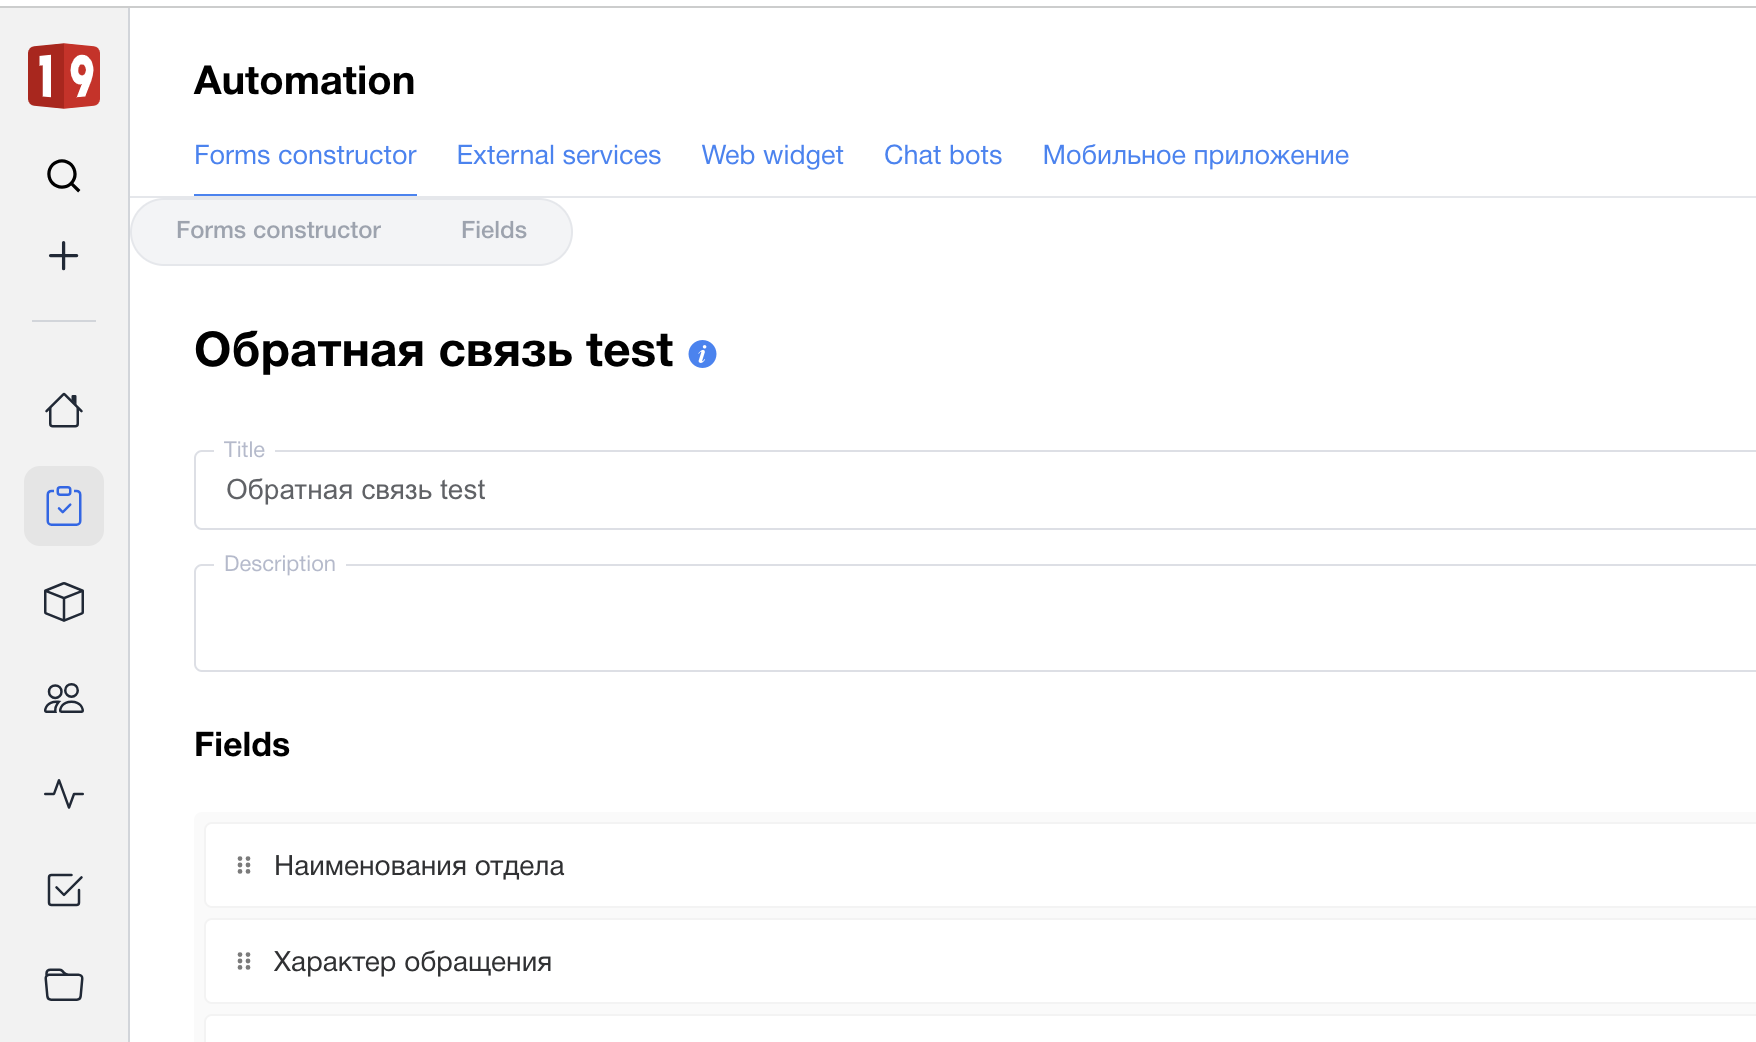 19
Automation
Forms constructor External services Web widget Chat bots Мобильное приложение
Forms constructor Fields
Обратная связь test i
Title
Обратная связь test
Description
Fields
Наименования отдела
Характер обращения